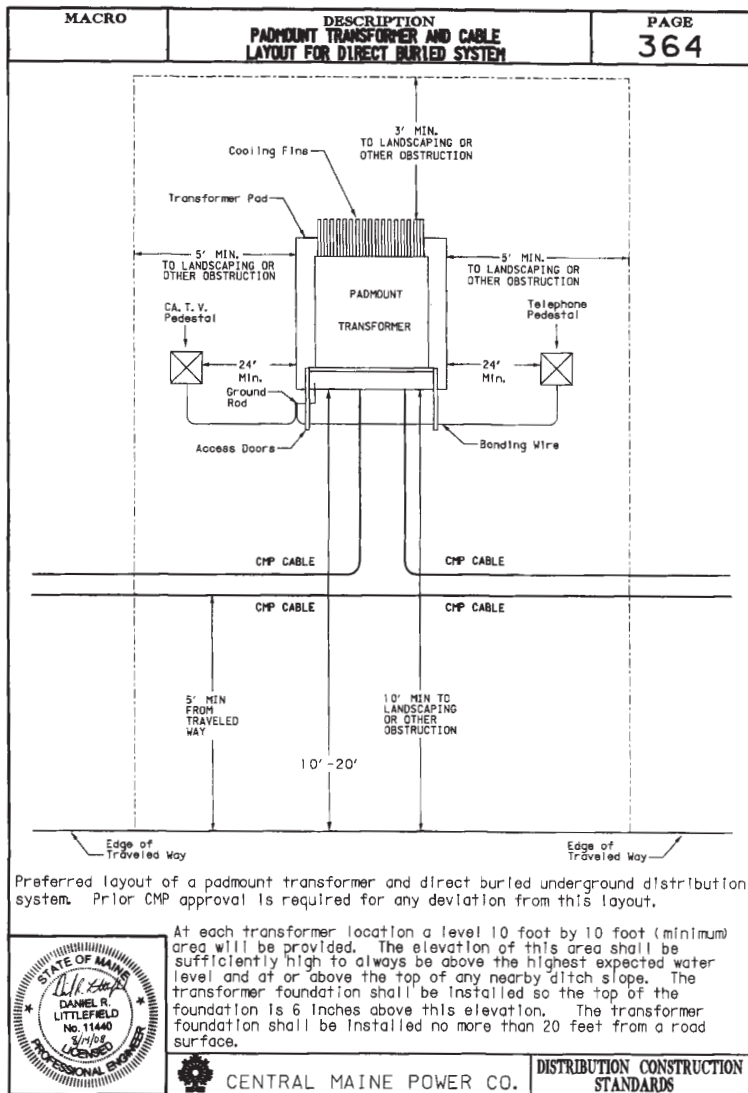 MACRO
DESCRIPTION
PADMOUNT TRANSFORMER AND CABLE
LAYOUT FOR DIRECT BURIED SYSTEM
PAGE
364
3' MIN.
TO LANDSCAPING OR
OTHER OBSTRUCTION
Cooling Fins
Transformer Pad
5' MIN.
TO LANDSCAPING OR
OTHER OBSTRUCTION
5' MIN.
TO LANDSCAPING OR
OTHER OBSTRUCTION
PADMOUNT
TRANSFORMER
CA. T. V.
Pedestal
Telephone
Pedestal
24'
Min.
24'
Min.
Ground
Rod
Access Doors
Bonding Wire
CMP CABLE
CMP CABLE
CMP CABLE
CMP CABLE
5' MIN
FROM
TRAVELED
WAY
10' MIN TO
LANDSCAPING
OR OTHER
OBSTRUCTION
10'-20'
Edge of
Traveled Way
Edge of
Traveled Way
Preferred layout of a padmount transformer and direct buried underground distribution
system. Prior CMP approval is required for any deviation from this layout.
At each transformer location a level 10 foot by 10 foot (minimum)
area will be provided. The elevation of this area shall be
sufficiently high to always be above the highest expected water
level and at or above the top of any nearby ditch slope. The
transformer foundation shall be installed so the top of the
foundation is 6 inches above this elevation. The transformer
foundation shall be installed no more than 20 feet from a road
surface.
STATE OF MAINE
DANIEL R.
LITTLEFIELD
No. 11440
8/14/08
LICENSED
PROFESSIONAL ENGINEER
CENTRAL MAINE POWER CO.
DISTRIBUTION CONSTRUCTION
STANDARDS